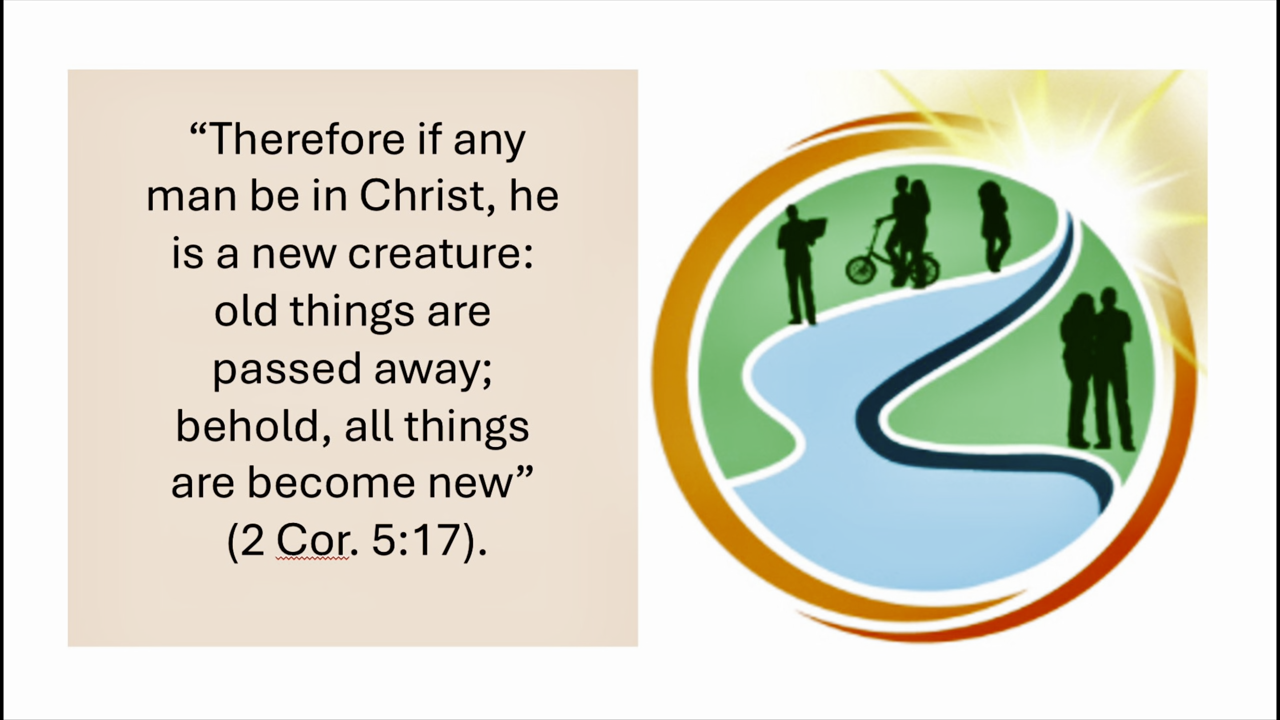 “Therefore if any
man be in Christ, he
is a new creature:
old things are
passed away;
behold, all things
are become new”
(2 Cor. 5:17).